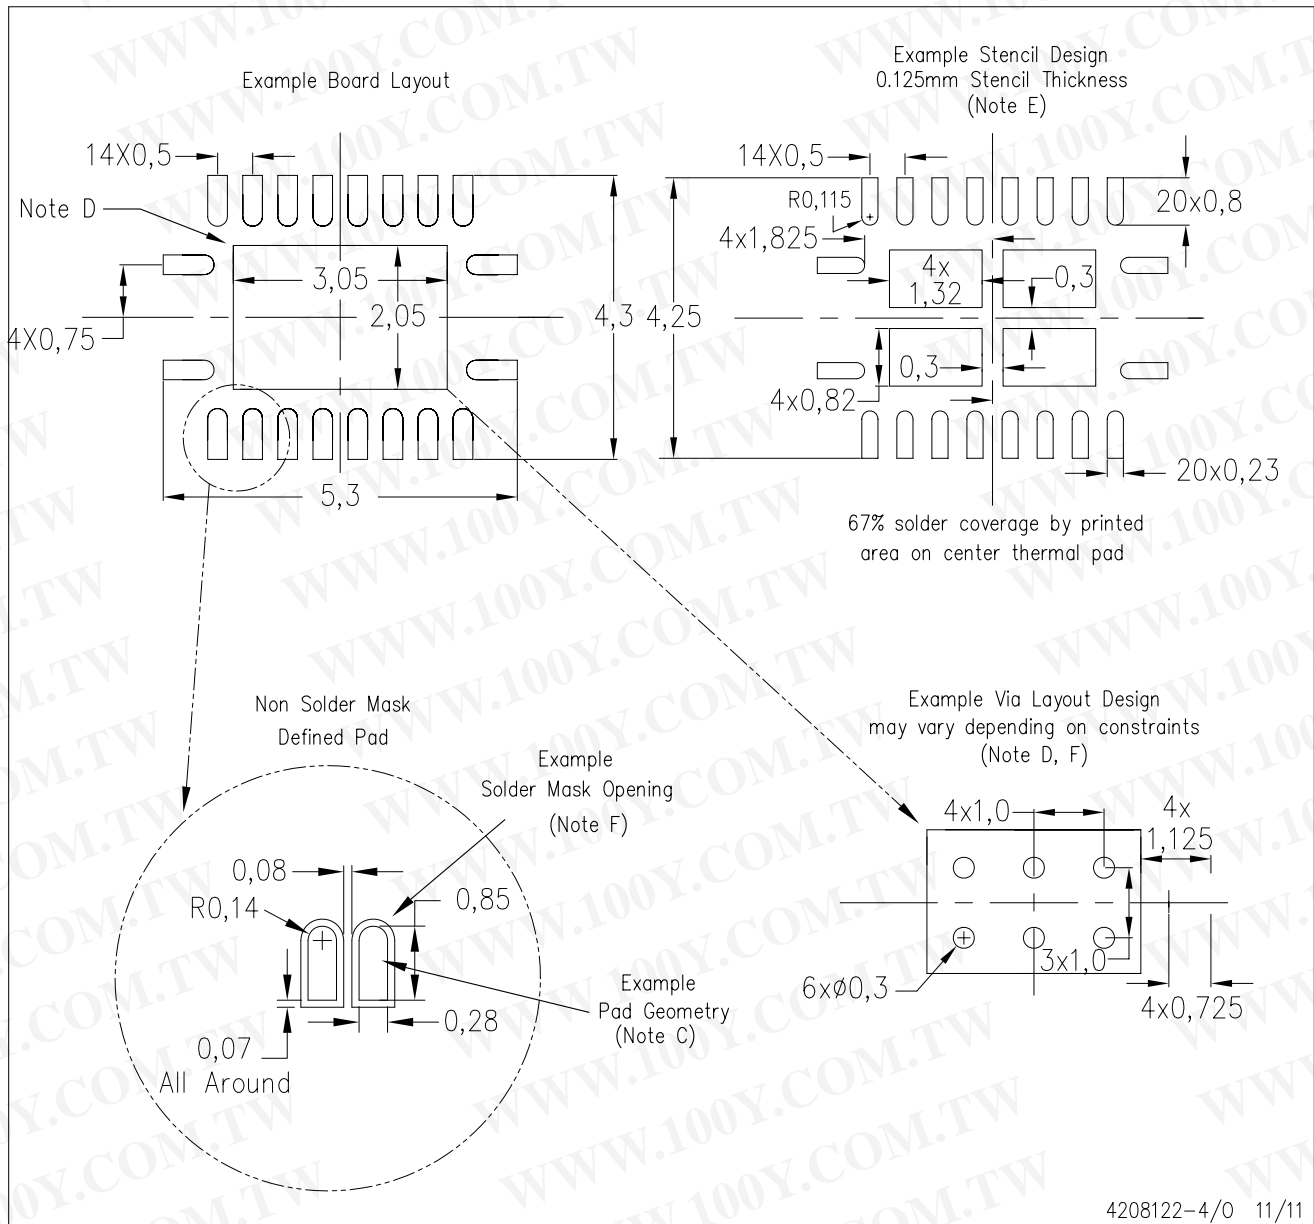 Example Board Layout
14X0,5
Note D
3,05
2,05
4X0,75
4,3
5,3
Example Stencil Design
0.125mm Stencil Thickness
(Note E)
14X0,5
R0,115
4x1,825
20x0,8
4x
1,32
0,3
4,25
0,3
4x0,82
20x0,23
67% solder coverage by printed
area on center thermal pad
Non Solder Mask
Defined Pad
Example
Solder Mask Opening
(Note F)
0,08
R0,14
0,85
Example
Pad Geometry
(Note C)
0,28
0,07
All Around
Example Via Layout Design
may vary depending on constraints
(Note D, F)
4x1,0
4x
1,125
3x1,0
6xø0,3
4x0,725
4208122-4/O 11/11
WWW.100Y.COM.TW